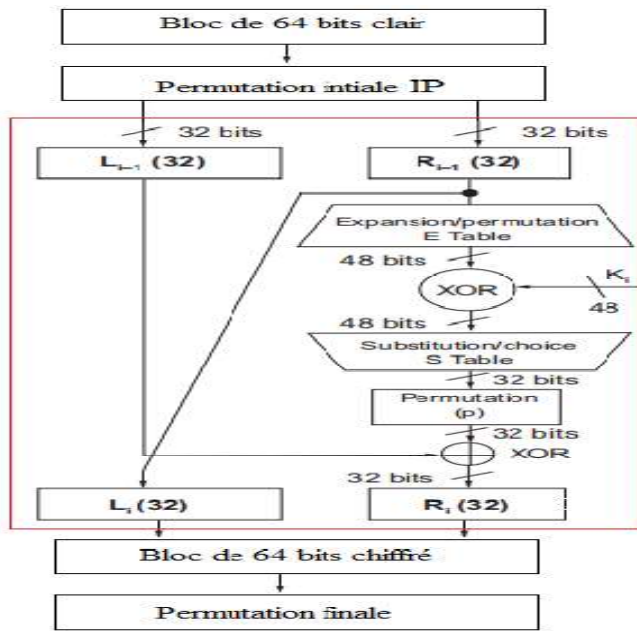 Bloc de 64 bits clair
Permutation intiale IP
32 bits 32 bits
L i-1 (32) R i-1 (32)
Expansion/permutation
E Table
48 bits
XOR
K i
48
48 bits
Substitution/choice
S Table
32 bits
Permutation
(p)
32 bits
XOR
32 bits
L i (32) R i (32)
Bloc de 64 bits chiffré
Permutation finale